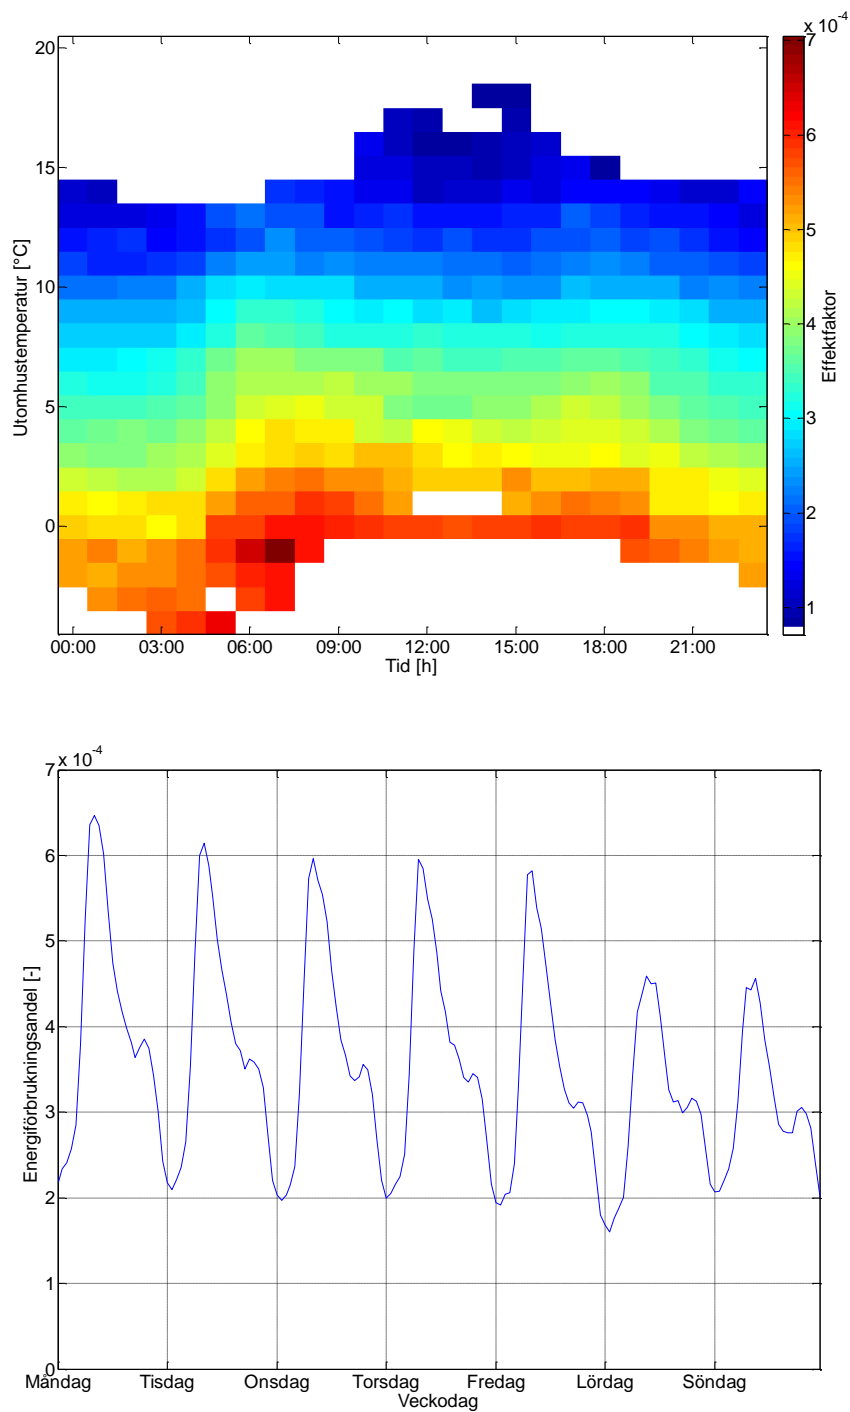 x 10-4
20
15
10
5
0
Utomhustemperatur [°C]
00:00 03:00 06:00 09:00 12:00 15:00 18:00 21:00
Tid [h]
7
6
5
4
3
2
1
Effektfaktor
x 10-4
7
6
5
4
3
2
1
0
Energiförbrukningsandel [-]
Måndag Tisdag Onsdag Torsdag Fredag Lördag Söndag
Veckodag